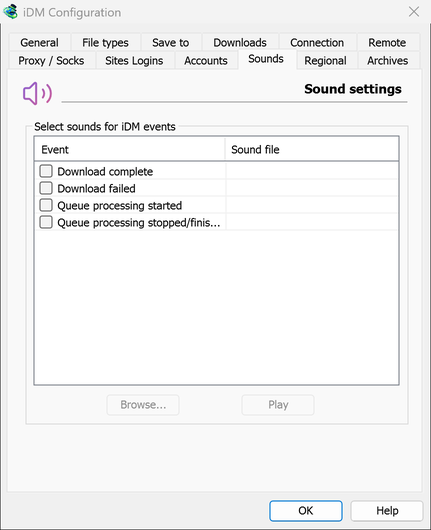 iDM Configuration
General File types Save to Downloads Connection Remote
Proxy / Socks Sites Logins Accounts Sounds Regional Archives
Sound settings
Select sounds for iDM events
Event Sound file
Download complete
Download failed
Queue processing started
Queue processing stopped/finis...
Browse... Play
OK Help